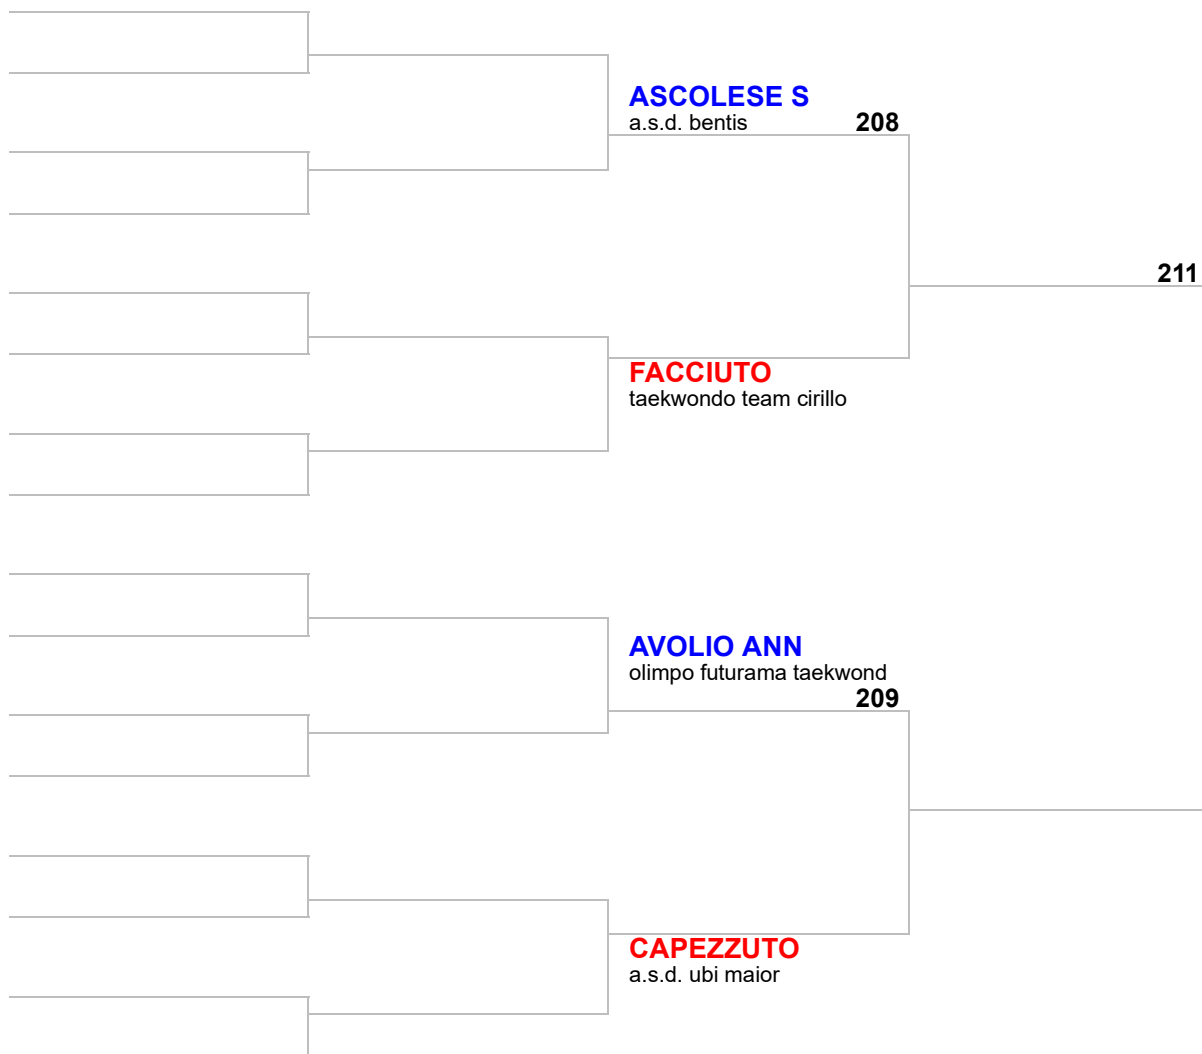 ASCOLESE S
a.s.d. bentis
208
211
FACCIUTO
taekwondo team cirillo
AVOLIO ANN
olimpo futurama taekwond
209
CAPEZZUTO
a.s.d. ubi maior